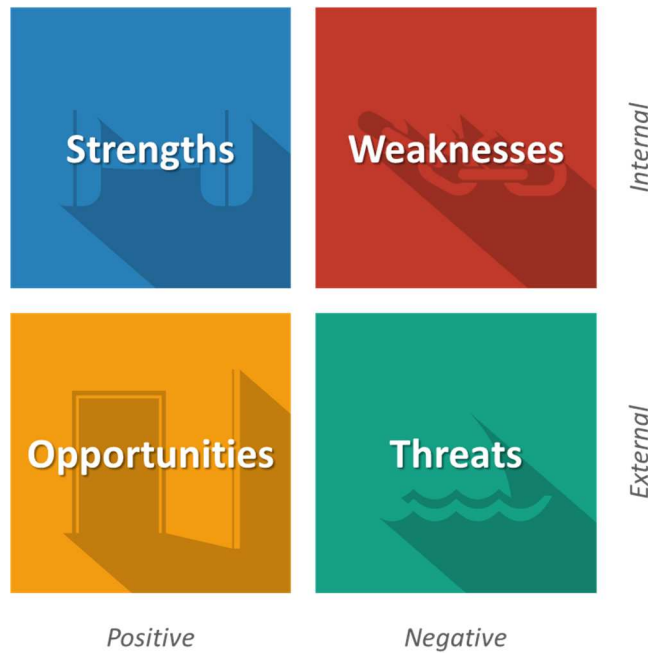 Strengths
Weaknesses
Internal
Opportunities
Threats
External
Positive
Negative